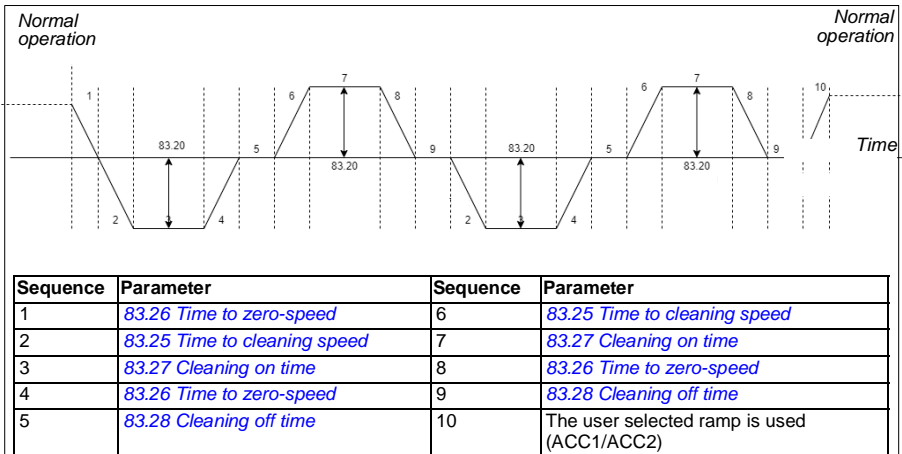 Normal operation
Normal operation
1
2
83.20
3
4
5
6
7
83.20
8
9
2
83.20
3
4
5
6
7
83.20
8
9
10
Time
Sequence Parameter Sequence Parameter
1 83.26 Time to zero-speed 6 83.25 Time to cleaning speed
2 83.25 Time to cleaning speed 7 83.27 Cleaning on time
3 83.27 Cleaning on time 8 83.26 Time to zero-speed
4 83.26 Time to zero-speed 9 83.28 Cleaning off time
5 83.28 Cleaning off time 10 The user selected ramp is used
(ACC1/ACC2)